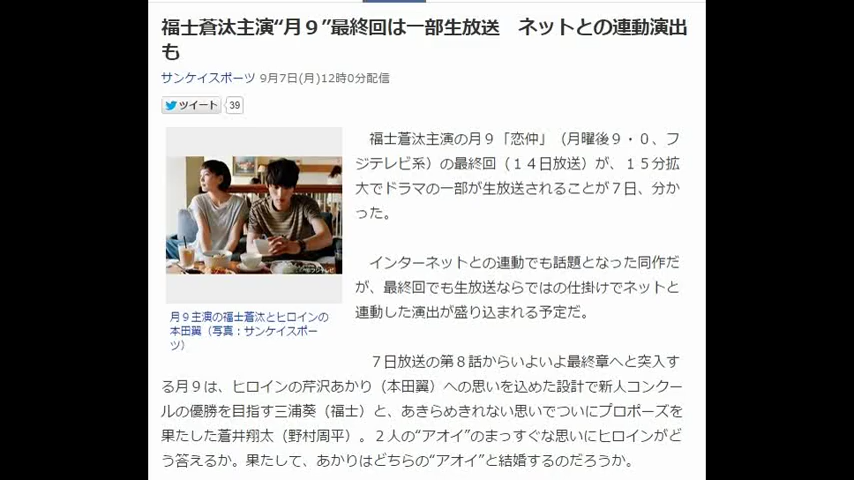 福士蒼汰主演“月９”最終回は一部生放送　ネットとの連動演出
も
サンケイスポーツ 9月7日(月)12時0分配信
ツイート 39
福士蒼汰主演の月９「恋仲」（月曜後９・０、フ
ジテレビ系）の最終回（１４日放送）が、１５分拡
大でドラマの一部が生放送されることが７日、分か
った。
インターネットとの連動でも話題となった同作だ
が、最終回でも生放送ならではの仕掛けでネットと
連動した演出が盛り込まれる予定だ。
©フジテレビ
月９主演の福士蒼汰とヒロインの
本田翼（写真：サンケイスポー
ツ）
７日放送の第８話からいよいよ最終章へと突入す
る月９は、ヒロインの芹沢あかり（本田翼）への思いを込めた設計で新人コンクー
ルの優勝を目指す三浦葵（福士）と、あきらめきれない思いでついにプロポーズを
果たした蒼井翔太（野村周平）。２人の“アオイ”のまっすぐな思いにヒロインがど
う答えるか。果たして、あかりはどちらの“アオイ”と結婚するのだろうか。